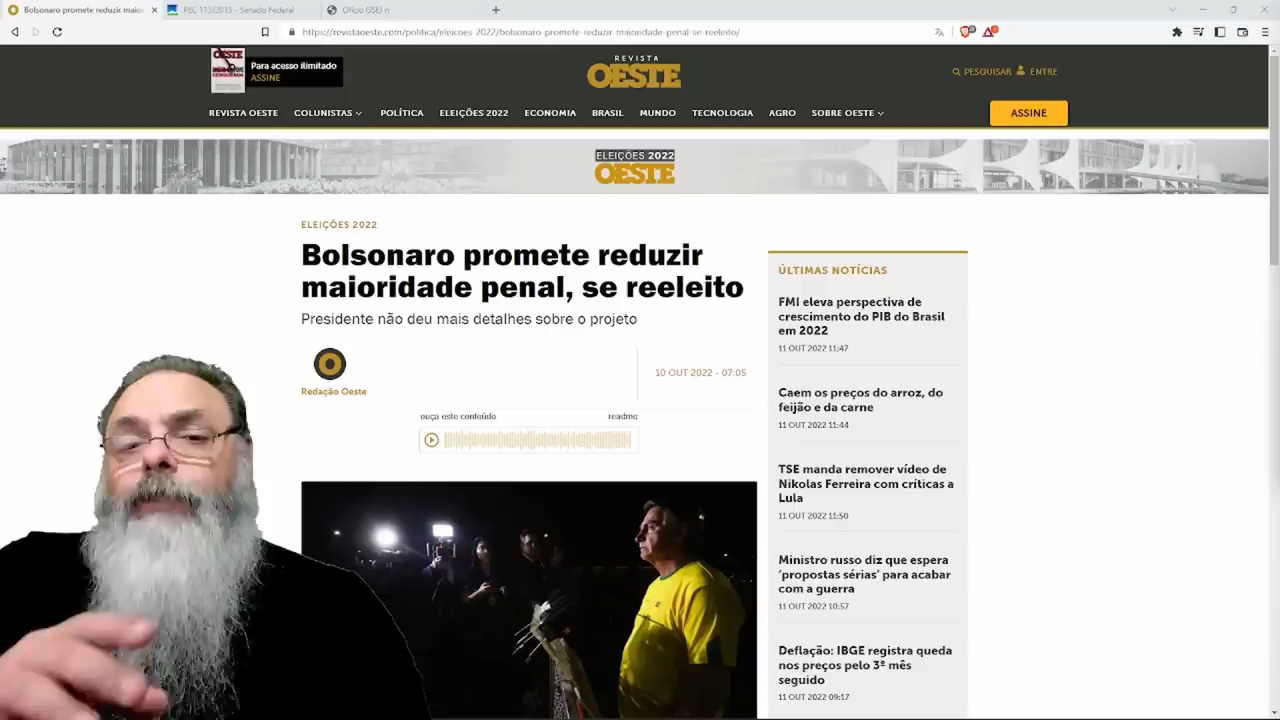 Bolsonaro promete reduzir maior
PEC 115/2015 - Senado Federal
Ofício GSEI n
https://revistaoeste.com/politica/eleicoes-2022/bolsonaro-promete-reduzir-maioridade-penal-se-reeleito/
OESTE
Para acesso ilimitado
ASSINE
REVISTA
OESTE
PESQUISAR
ENTRE
REVISTA OESTE
COLUNISTAS
POLÍTICA
ELEIÇÕES 2022
ECONOMIA
BRASIL
MUNDO
TECNOLOGIA
AGRO
SOBRE OESTE
ASSINE
ELEIÇÕES 2022
OESTE
ELEIÇÕES 2022
Bolsonaro promete reduzir
maioridade penal, se reeleito
Presidente não deu mais detalhes sobre o projeto
Redação Oeste
10 OUT 2022 - 07:05
ouça este conteúdo
readme
ÚLTIMAS NOTÍCIAS
FMI eleva perspectiva de
crescimento do PIB do Brasil
em 2022
11 OUT 2022 11:47
Caem os preços do arroz, do
feijão e da carne
11 OUT 2022 11:44
TSE manda remover vídeo de
Nikolas Ferreira com críticas a
Lula
11 OUT 2022 11:50
Ministro russo diz que espera
‘propostas sérias’ para acabar
com a guerra
11 OUT 2022 10:57
Deflação: IBGE registra queda
nos preços pelo 3º mês
seguido
11 OUT 2022 09:17